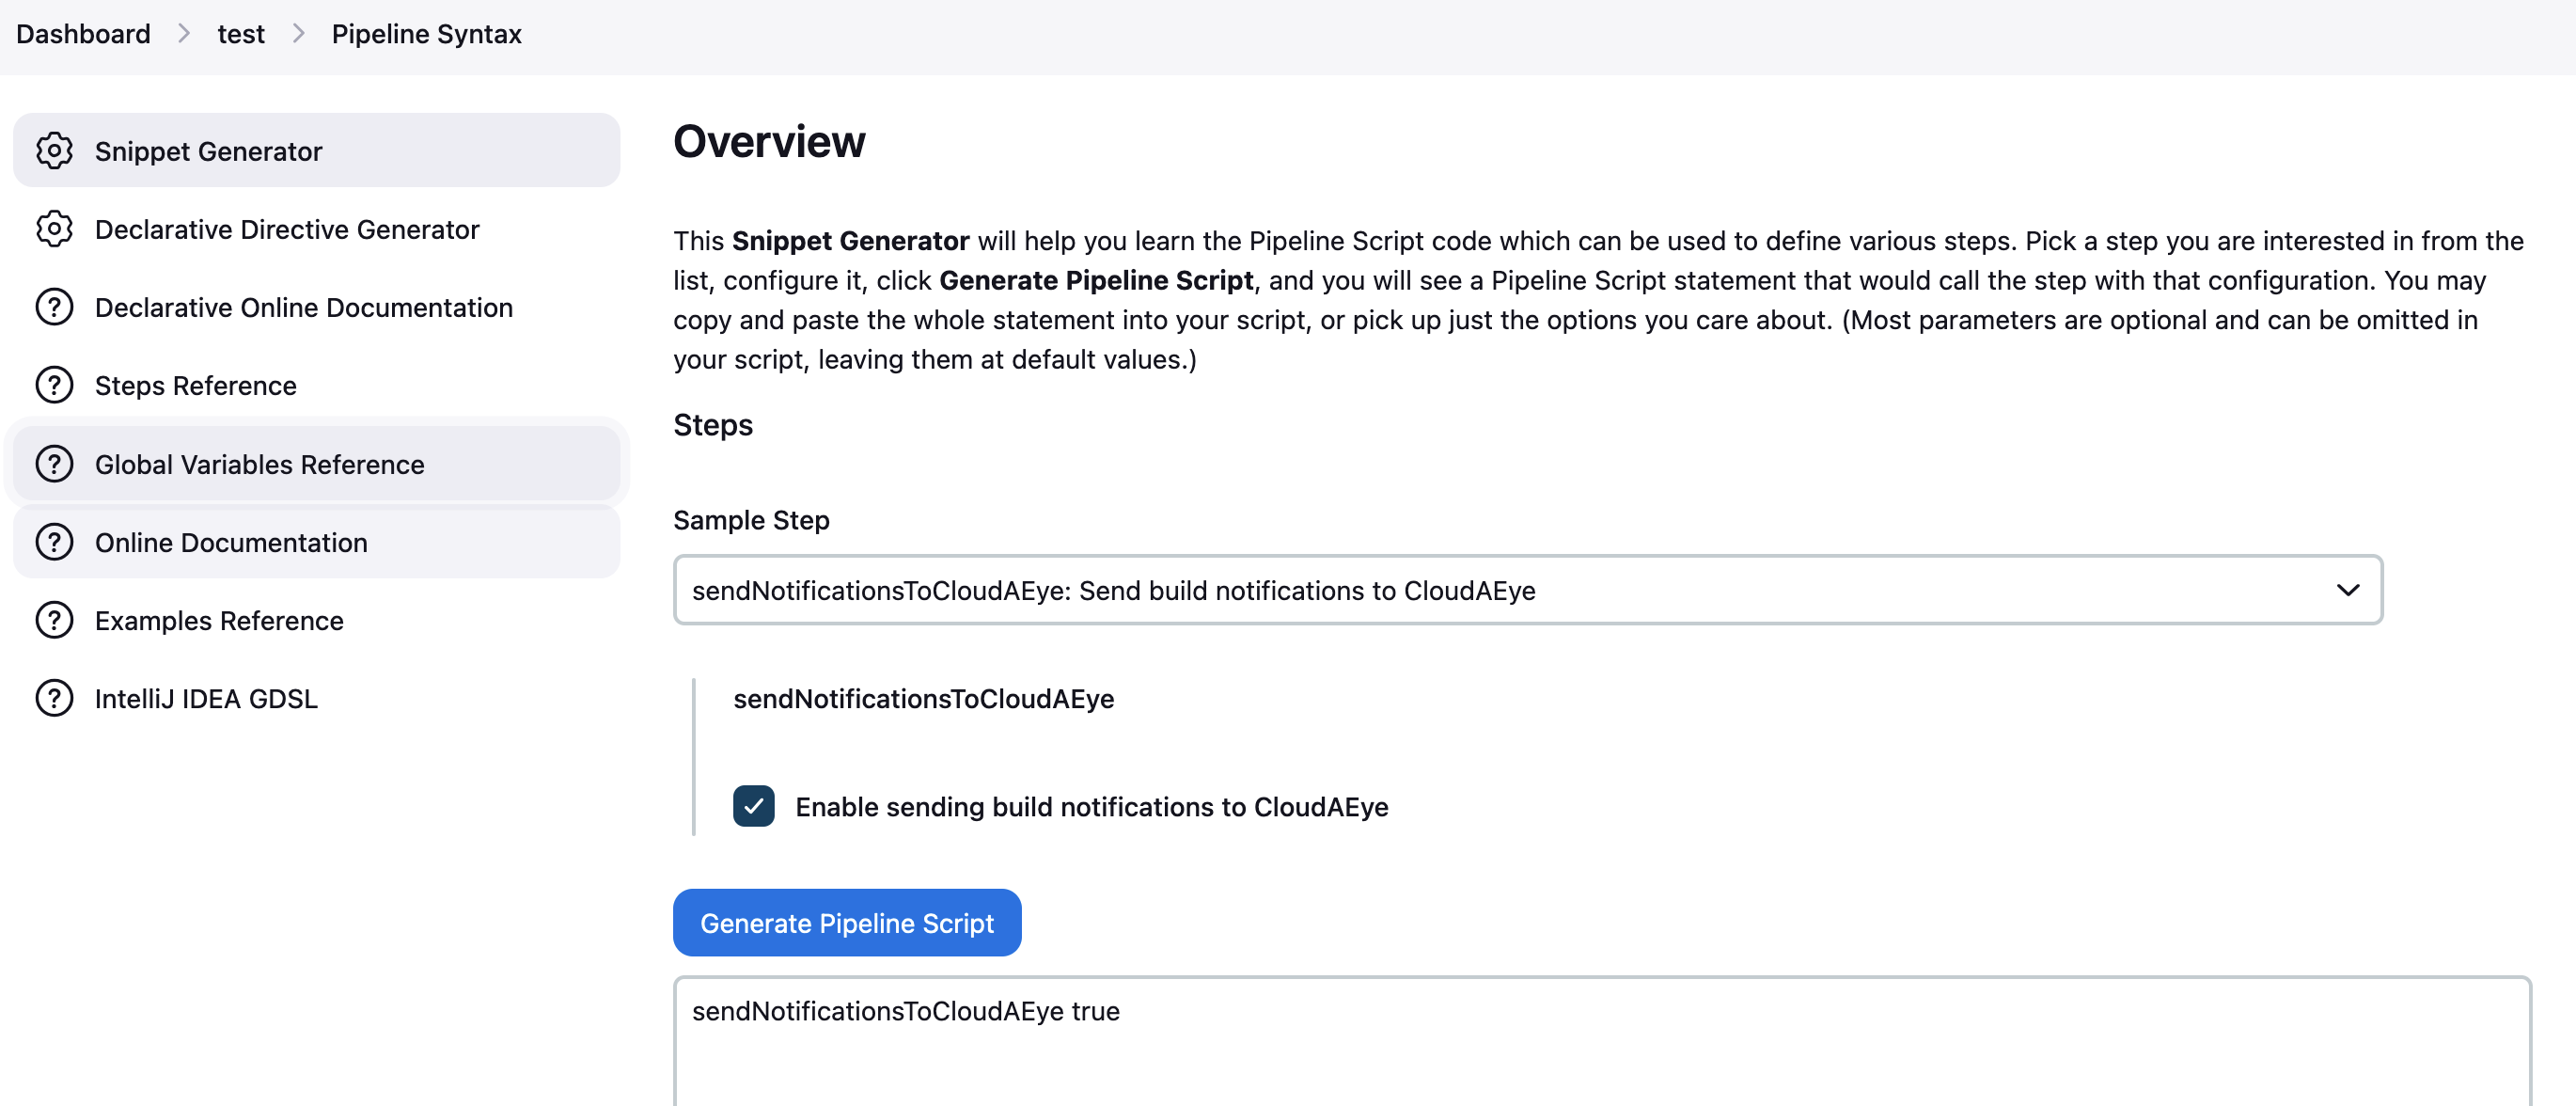 Dashboard > test > Pipeline Syntax
Snippet Generator
Declarative Directive Generator
Declarative Online Documentation
Steps Reference
Global Variables Reference
Online Documentation
Examples Reference
IntelliJ IDEA GDSL
Overview
This Snippet Generator will help you learn the Pipeline Script code which can be used to define various steps. Pick a step you are interested in from the
list, configure it, click Generate Pipeline Script, and you will see a Pipeline Script statement that would call the step with that configuration. You may
copy and paste the whole statement into your script, or pick up just the options you care about. (Most parameters are optional and can be omitted in
your script, leaving them at default values.)
Steps
Sample Step
sendNotificationsToCloudAEye: Send build notifications to CloudAEye
sendNotificationsToCloudAEye
Enable sending build notifications to CloudAEye
Generate Pipeline Script
sendNotificationsToCloudAEye true